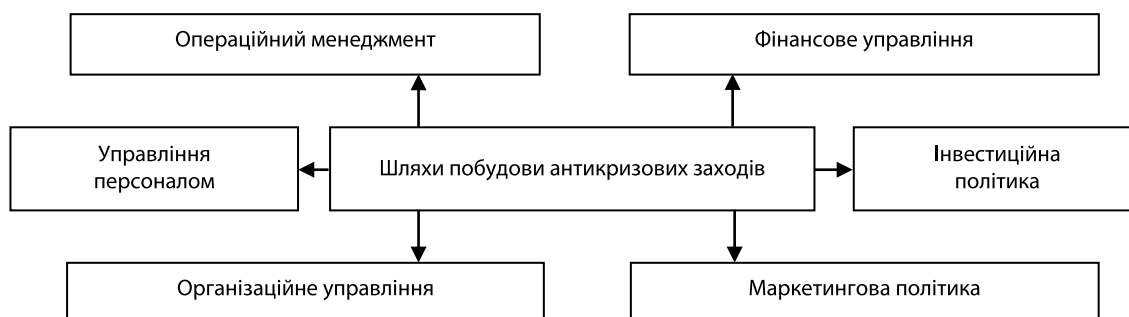 Операційний менеджмент
Фінансове управління
Управління
персоналом
Шляхи побудови антикризових заходів
Інвестиційна
політика
Організаційне управління
Маркетингова політика